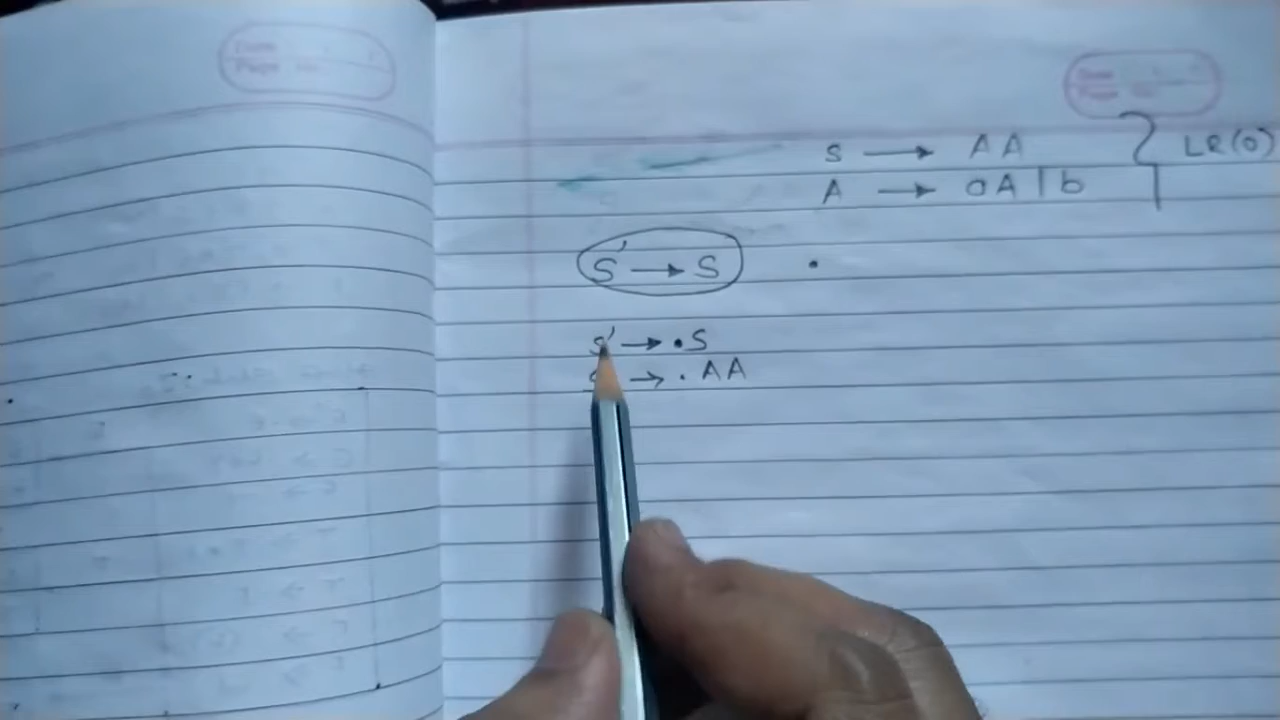 S → AA
A → aA | b
LR(0)
S' → S
.
S' → .S
→ .AA